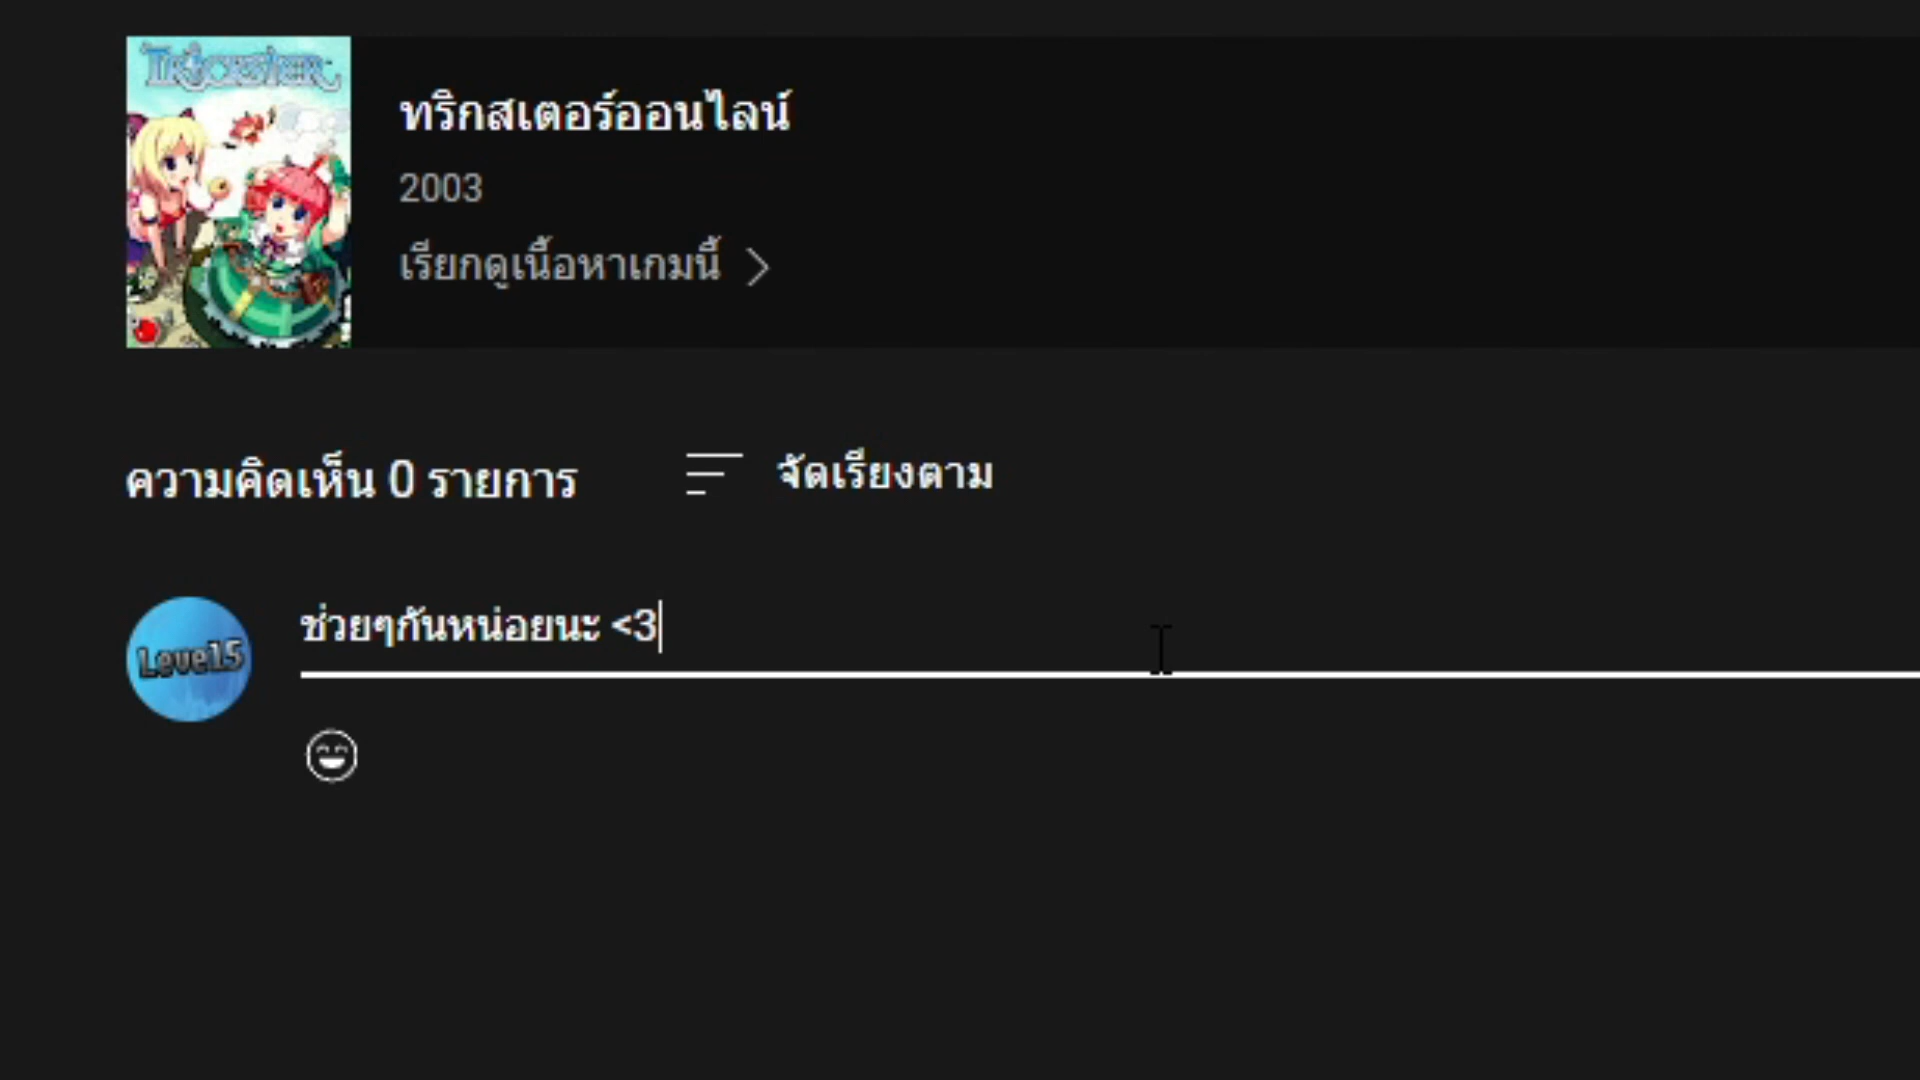 TRICKSTER
ทริกสเตอร์ออนไลน์
2003
เรียกดูเนื้อหาเกมนี้
ความคิดเห็น 0 รายการ
จัดเรียงตาม
ช่วยๆกันหน่อยนะ <3
Level5